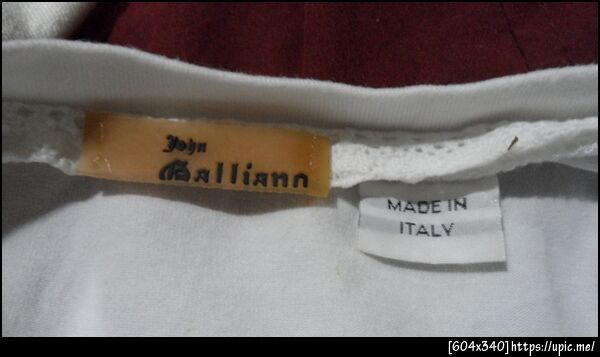 John
Galliano
MADE IN
ITALY
[604x340]https://upic.me/